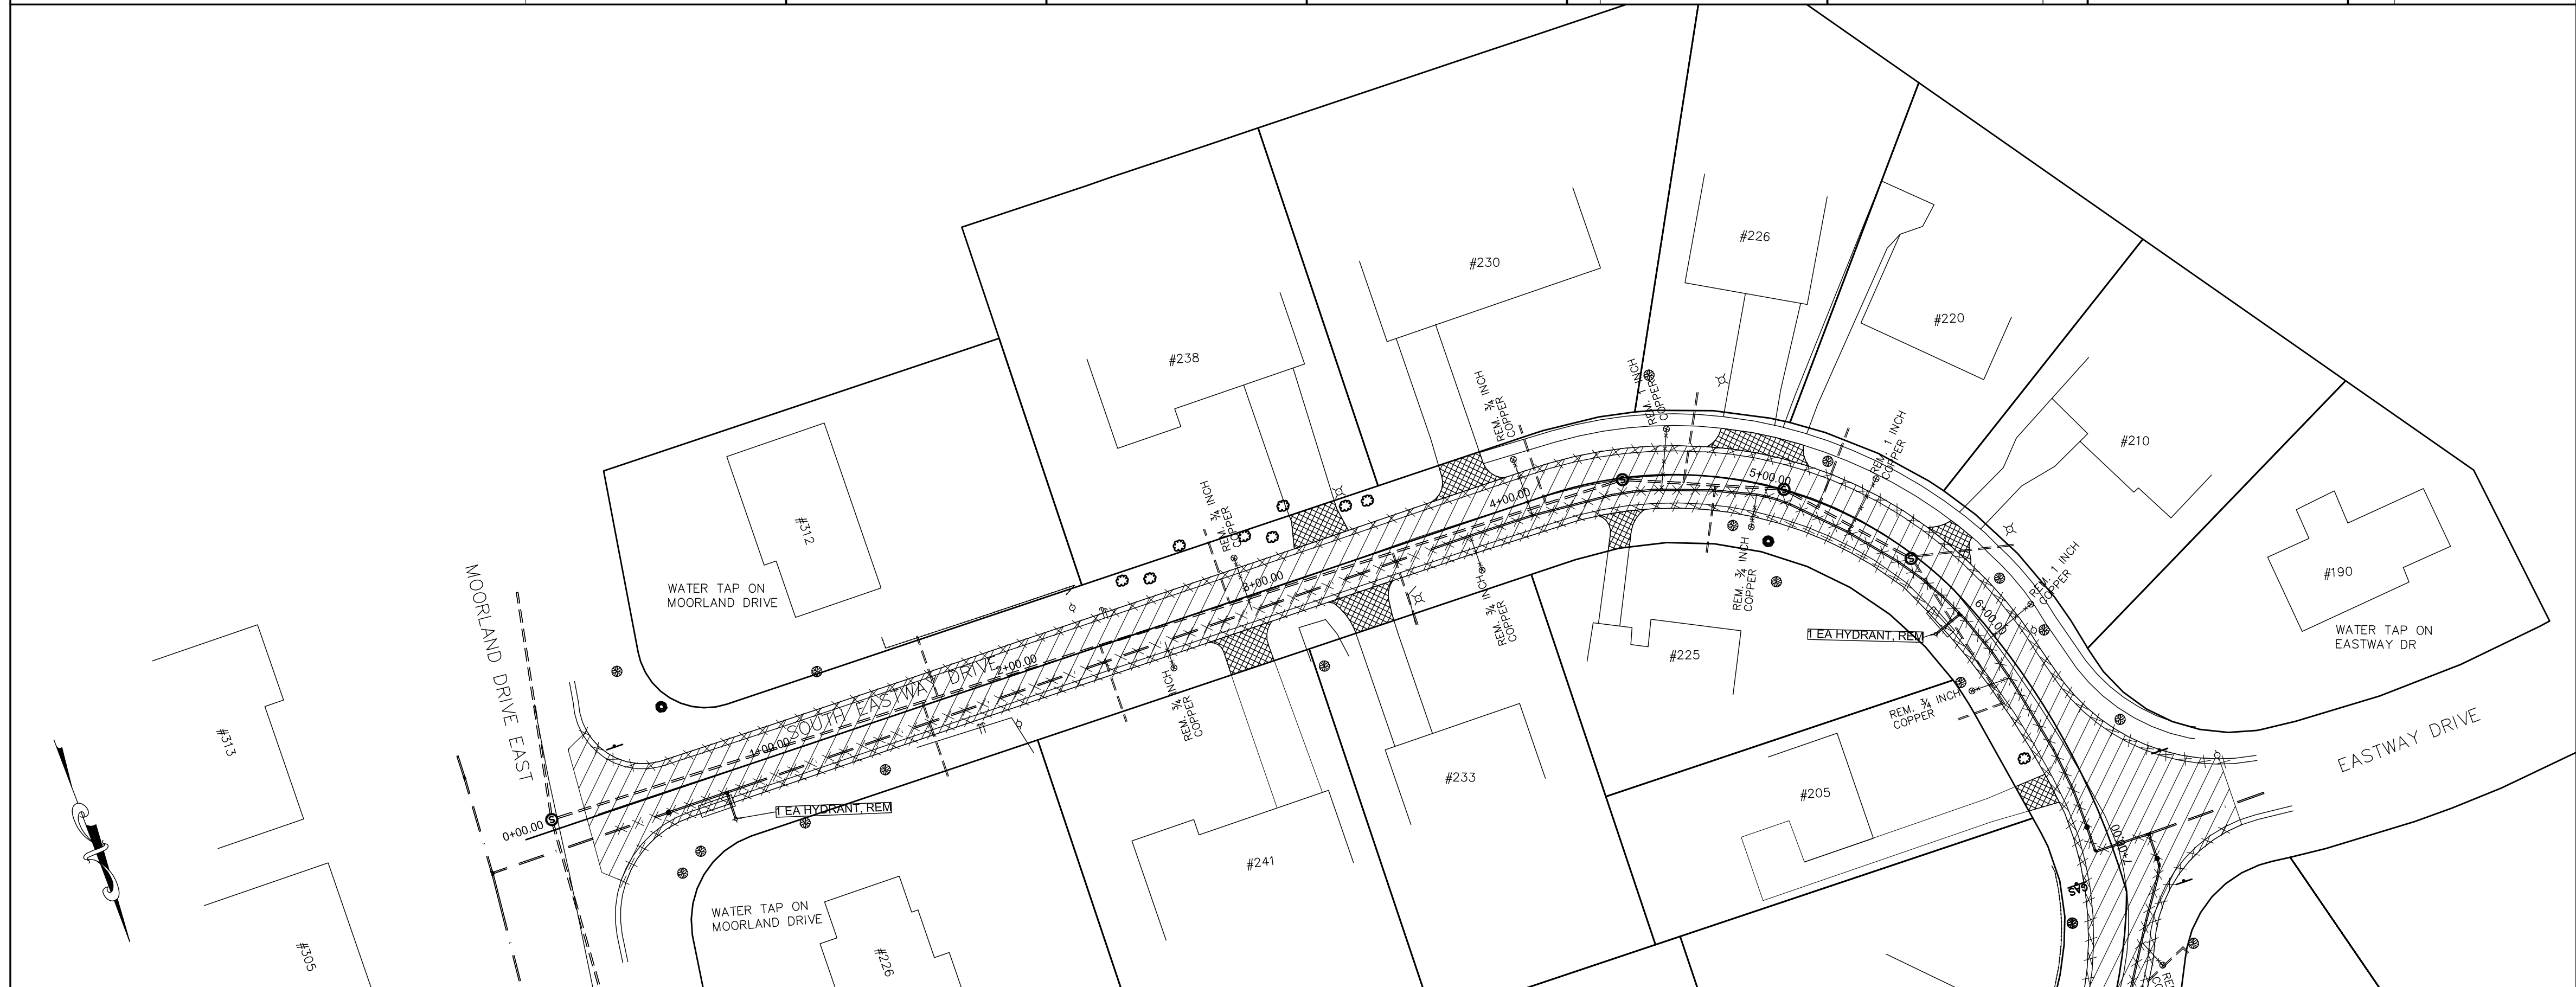 #238
#230
#226
#220
#210
#190
WATER TAP ON
EASTWAY DR
#312
WATER TAP ON
MOORLAND DRIVE
MOORLAND DRIVE EAST
#313
#305
SOUTH EASTWAY DRIVE
0+00.00
1+00.00
2+00.00
3+00.00
4+00.00
5+00.00
6+00.00
7+00.00
REM. ¾ INCH
COPPER
REM. ¾ INCH
COPPER
REM. 1 INCH
COPPER
REM. 1 INCH
COPPER
REM. 1 INCH
COPPER
REM. ¾ INCH
COPPER
REM. ¾ INCH
COPPER
REM. ¾ INCH
COPPER
REM. ¾ INCH
COPPER
1 EA HYDRANT, REM
1 EA HYDRANT, REM
#225
#205
#233
#241
#226
WATER TAP ON
MOORLAND DRIVE
EASTWAY DRIVE
GAS
S
S
S
S